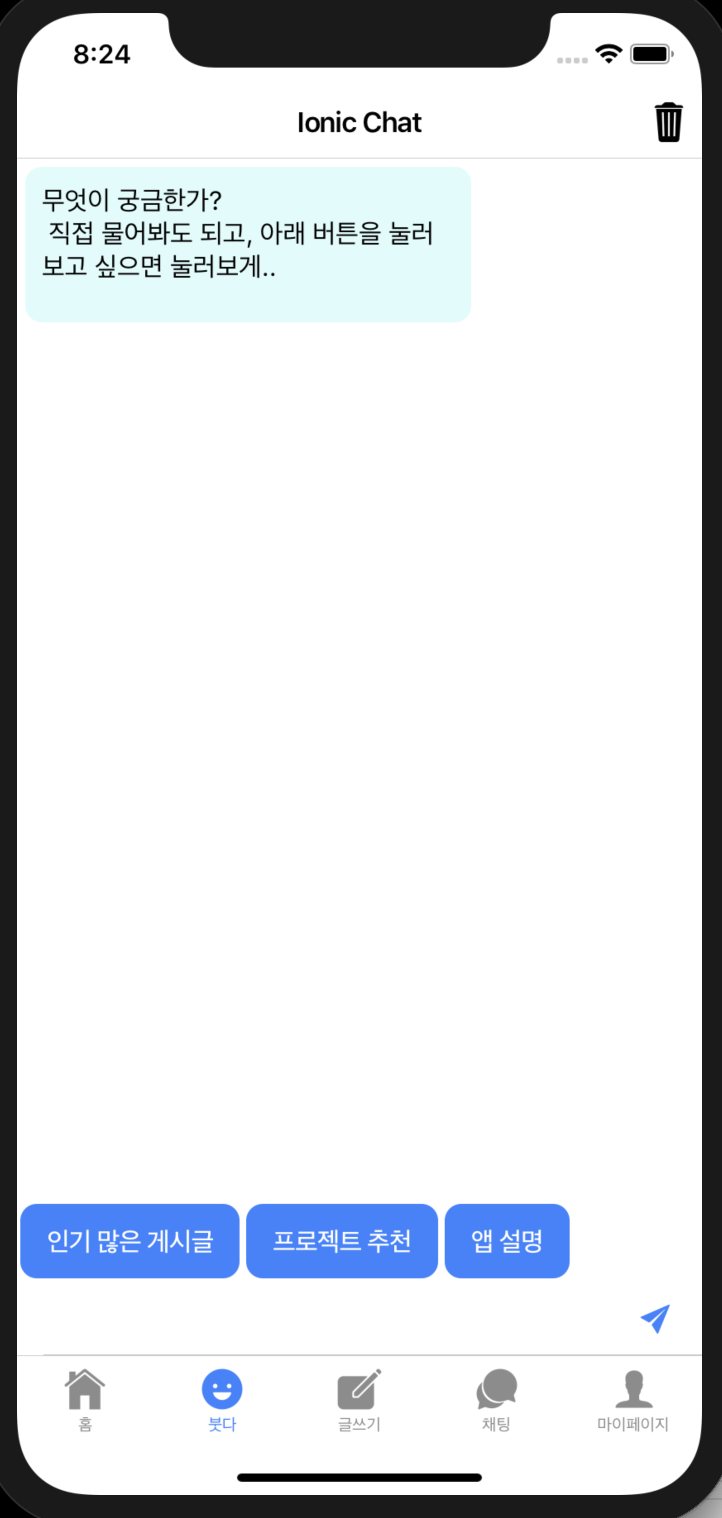 8:24
Ionic Chat
무엇이 궁금한가?
직접 물어봐도 되고, 아래 버튼을 눌러
보고 싶으면 눌러보게..
인기 많은 게시글
프로젝트 추천
앱 설명
홈
붓다
글쓰기
채팅
마이페이지